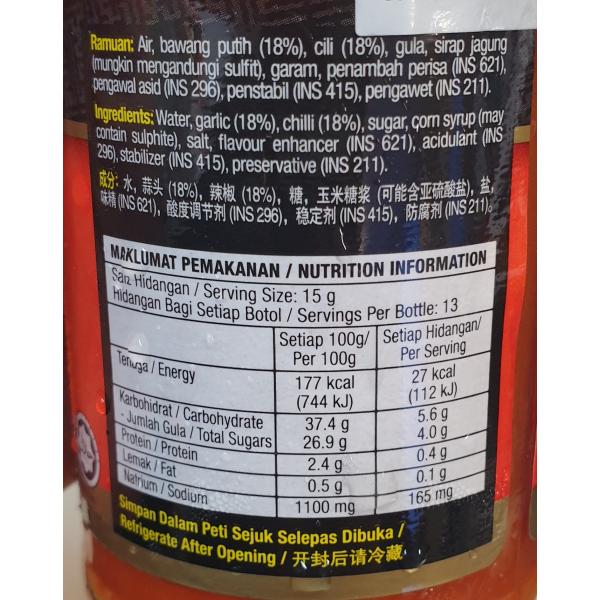 Ramuan: Air, bawang putih (18%), cili (18%), gula, sirap jagung
(mungkin mengandungi sulfit), garam, penambah perisa (INS 621),
pengawal asid (INS 296), penstabil (INS 415), pengawet (INS 211).
Ingredients: Water, garlic (18%), chilli (18%), sugar, corn syrup (may
contain sulphite), salt, flavour enhancer (INS 621), acidulant (INS
296), stabilizer (INS 415), preservative (INS 211).
成分: 水, 蒜头 (18%), 辣椒 (18%), 糖, 玉米糖浆 (可能含亚硫酸盐), 盐,
味精 (INS 621), 酸度调节剂 (INS 296), 稳定剂 (INS 415), 防腐剂 (INS 211)。
MAKLUMAT PEMAKANAN / NUTRITION INFORMATION
Saiz Hidangan / Serving Size: 15 g
Hidangan Bagi Setiap Botol / Servings Per Bottle: 13
Setiap 100g/ Setiap Hidangan/
Per 100g Per Serving
Tenaga / Energy 177 kcal 27 kcal
(744 kJ) (112 kJ)
Karbohidrat / Carbohydrate 37.4 g 5.6 g
- Jumlah Gula / Total Sugars 26.9 g 4.0 g
Protein / Protein 2.4 g 0.4 g
Lemak / Fat 0.5 g 0.1 g
Natrium / Sodium 1100 mg 165 mg
Simpan Dalam Peti Sejuk Selepas Dibuka /
Refrigerate After Opening / 开封后请冷藏